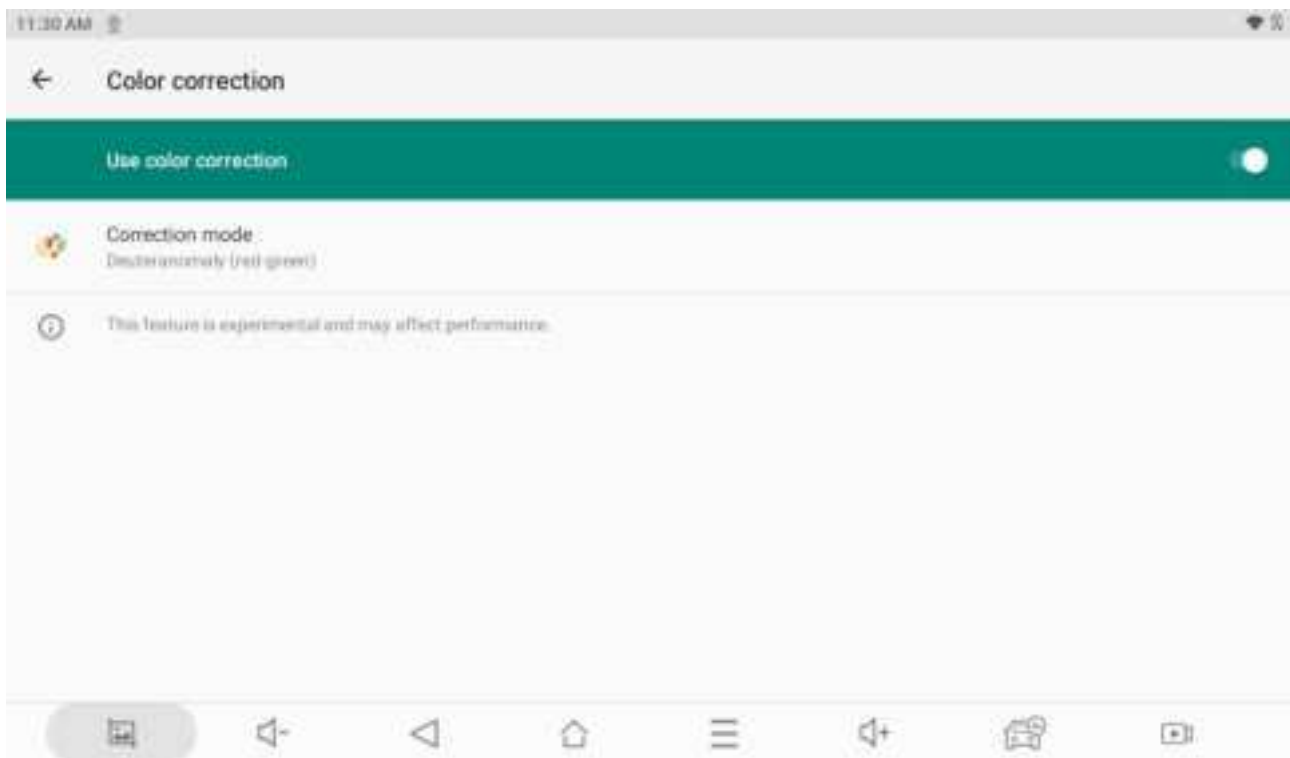 11:30 AM
Color correction
Use color correction
Correction mode
Deuteranomaly (red-green)
This feature is experimental and may affect performance.